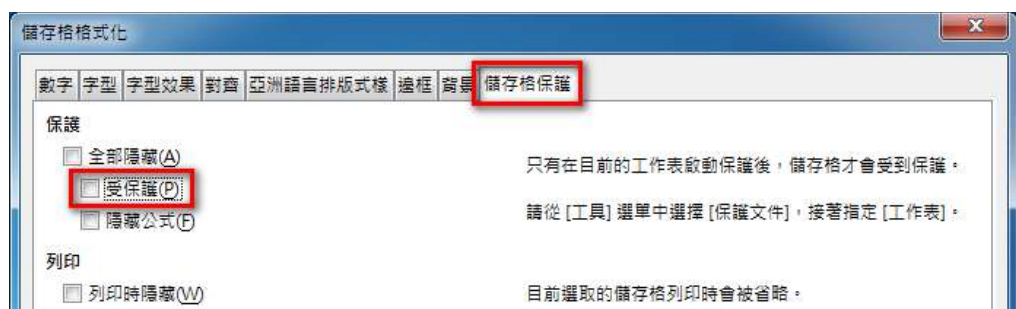 儲存格格式化
數字 字型 字型效果 對齊 亞洲語言排版式樣 邊框 背景 儲存格保護
保護
全部隱藏(A)
只有在目前的工作表啟動保護後，儲存格才會受到保護。
受保護(P)
請從 [工具] 選單中選擇 [保護文件]，接著指定 [工作表]。
隱藏公式(F)
列印
列印時隱藏(W)
目前選取的儲存格列印時會被省略。